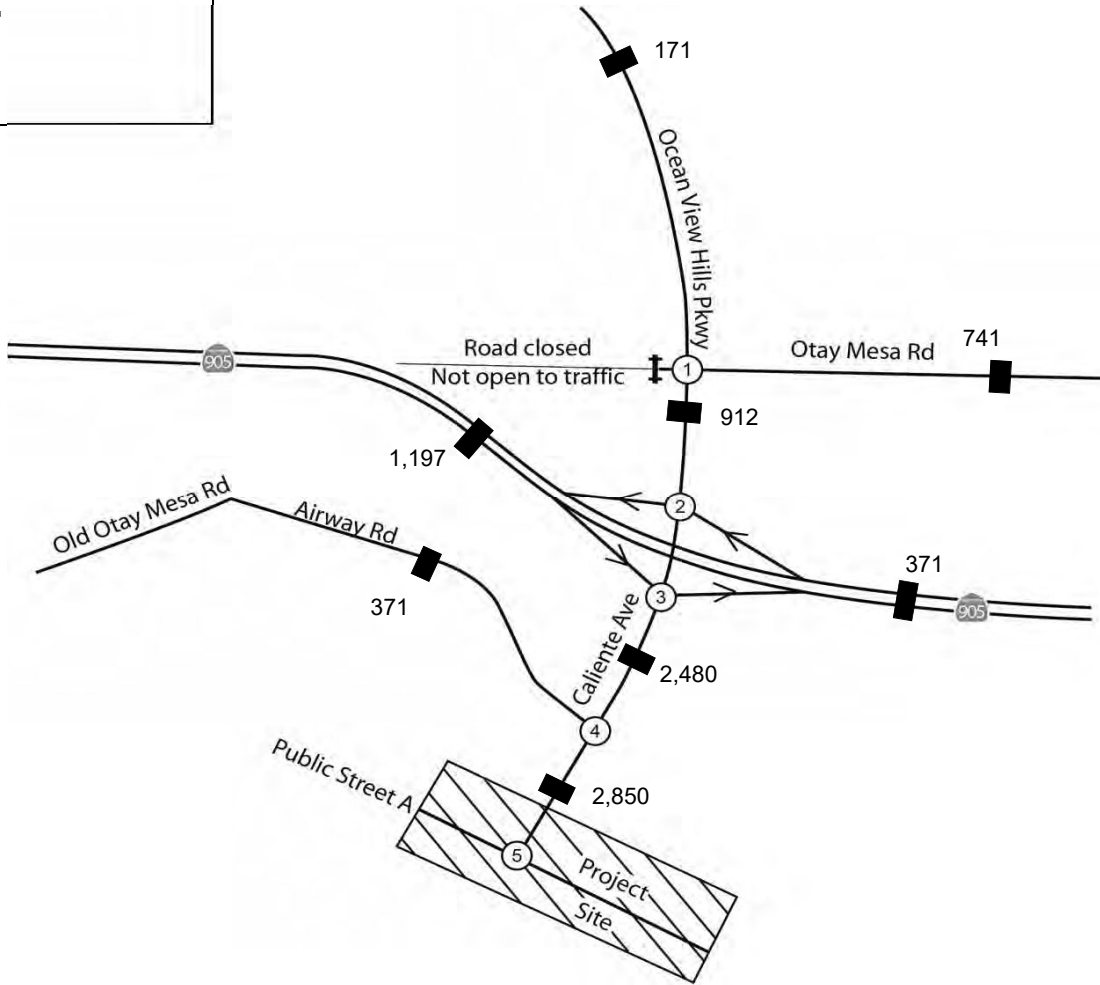 171
Ocean View Hills Pkwy
741
Road closed
Otay Mesa Rd
905
Not open to traffic
1
912
1,197
Old Otay Mesa Rd
Airway Rd
2
371
371
3
905
Caliente Ave
2,480
4
Public Street A
2,850
5
Project
Site